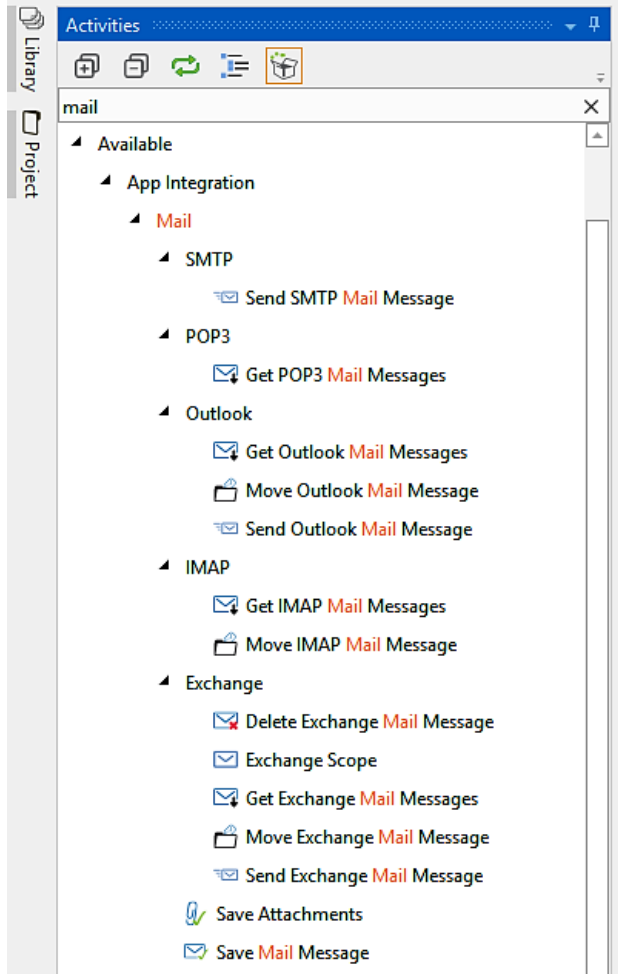 Library
Project
Activities
mail
Available
App Integration
Mail
SMTP
Send SMTP Mail Message
POP3
Get POP3 Mail Messages
Outlook
Get Outlook Mail Messages
Move Outlook Mail Message
Send Outlook Mail Message
IMAP
Get IMAP Mail Messages
Move IMAP Mail Message
Exchange
Delete Exchange Mail Message
Exchange Scope
Get Exchange Mail Messages
Move Exchange Mail Message
Send Exchange Mail Message
Save Attachments
Save Mail Message